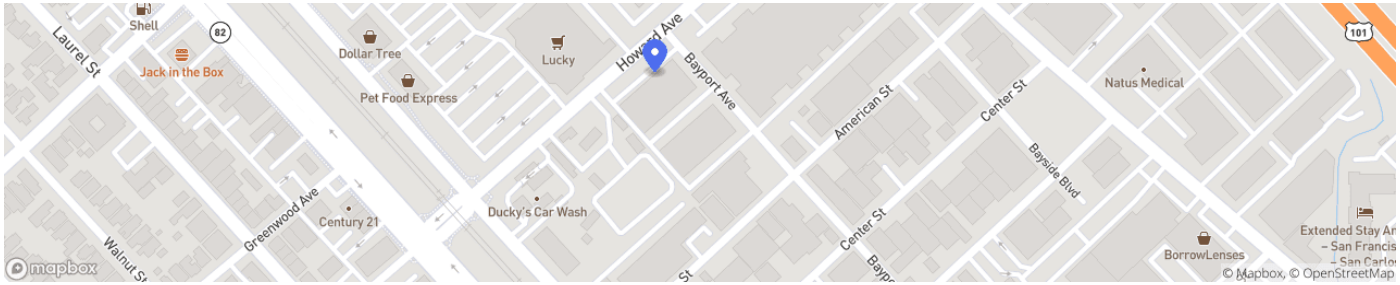 Shell
Laurel St
82
Dollar Tree
Jack in the Box
Pet Food Express
Lucky
Howard Ave
Bayport Ave
American St
Center St
Natus Medical
101
Bayside Blvd
Greenwood Ave
Century 21
Ducky's Car Wash
Walnut St
Center St
St
BorrowLenses
Extended Stay Am
– San Francis
– San Carlos
mapbox
© Mapbox, © OpenStreetMap